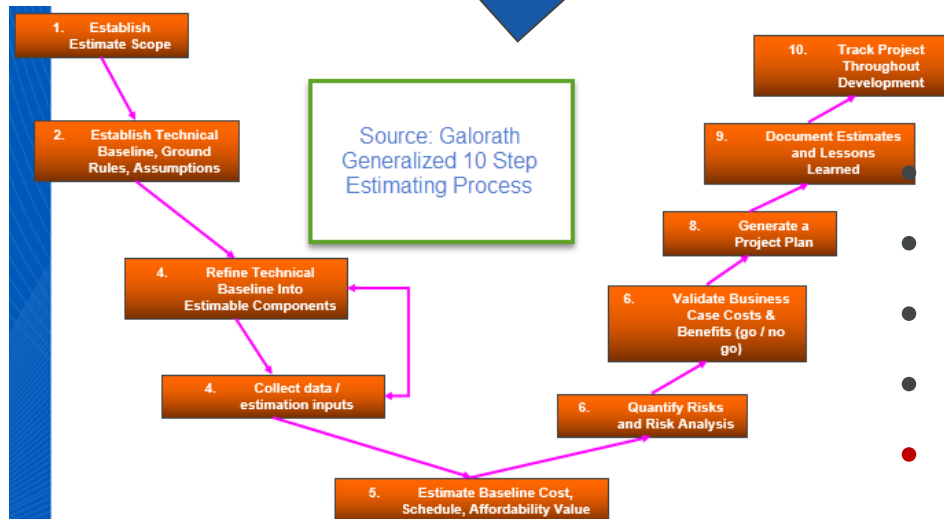 1. Establish
Estimate Scope
2. Establish Technical
Baseline, Ground
Rules, Assumptions
4. Refine Technical
Baseline Into
Estimable Components
4. Collect data /
estimation inputs
5. Estimate Baseline Cost,
Schedule, Affordability Value
6. Quantify Risks
and Risk Analysis
6. Validate Business
Case Costs &
Benefits (go / no
go)
8. Generate a
Project Plan
9. Document Estimates
and Lessons
Learned
10. Track Project
Throughout
Development
Source: Galorath
Generalized 10 Step
Estimating Process